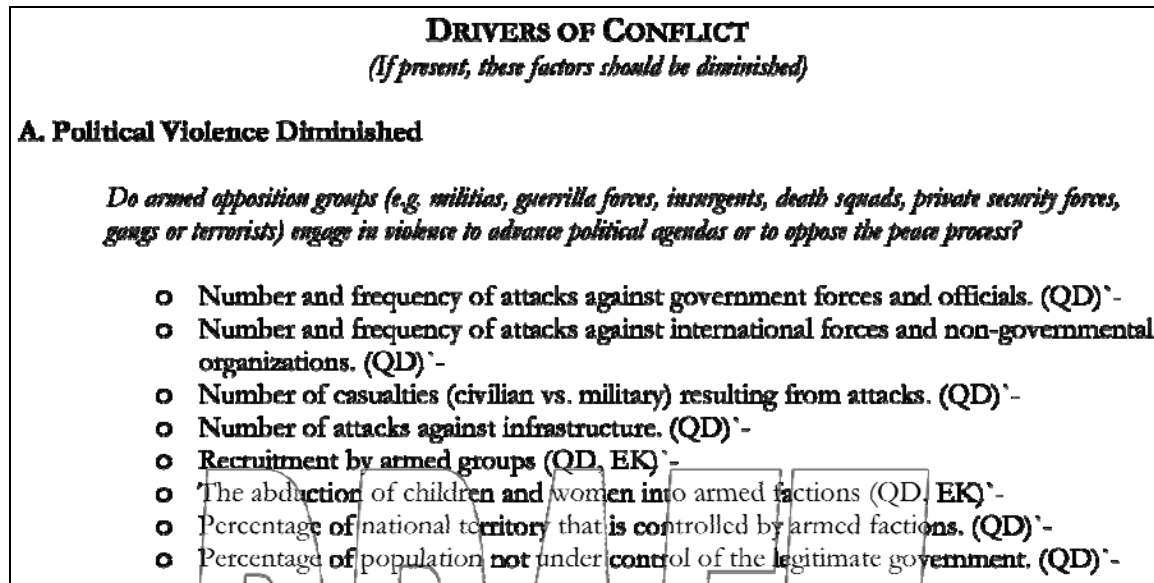 DRIVERS OF CONFLICT
(If present, these factors should be diminished)
A. Political Violence Diminished
Do armed opposition groups (e.g. militias, guerrilla forces, insurgents, death squads, private security forces,
gangs or terrorists) engage in violence to advance political agendas or to oppose the peace process?
o Number and frequency of attacks against government forces and officials. (QD)`-
o Number and frequency of attacks against international forces and non-governmental
organizations. (QD)`-
o Number of casualties (civilian vs. military) resulting from attacks. (QD)`-
o Number of attacks against infrastructure. (QD)`-
o Recruitment by armed groups (QD, EK)`-
o The abduction of children and women into armed factions (QD, EK)`-
o Percentage of national territory that is controlled by armed factions. (QD)`-
o Percentage of population not under control of the legitimate government. (QD)`-
DRAFT